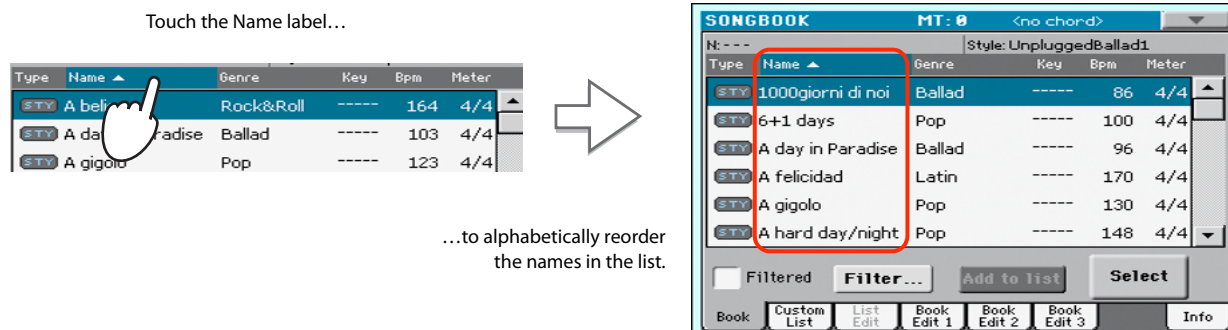 Touch the Name label…
Type Name Genre Key Bpm Meter
STY A beli Rock&Roll ----- 164 4/4
STY A da radise Ballad 103 4/4
STY A gigolo Pop ----- 123 4/4
…to alphabetically reorder
the names in the list.
SONGBOOK MT: 0 <no chord>
N:--- Style: UnpluggedBallad1
Type Name Genre Key Bpm Meter
STY 1000giorni di noi Ballad 86 4/4
STY 6+1 days Pop ----- 100 4/4
STY A day in Paradise Ballad ----- 96 4/4
STY A felicidad Latin ----- 170 4/4
STY A gigolo Pop ----- 130 4/4
STY A hard day/night Pop ----- 148 4/4
Filtered Filter... Add to list Select
Book Custom List List Edit Book Edit 1 Book Edit 2 Book Edit 3 Info